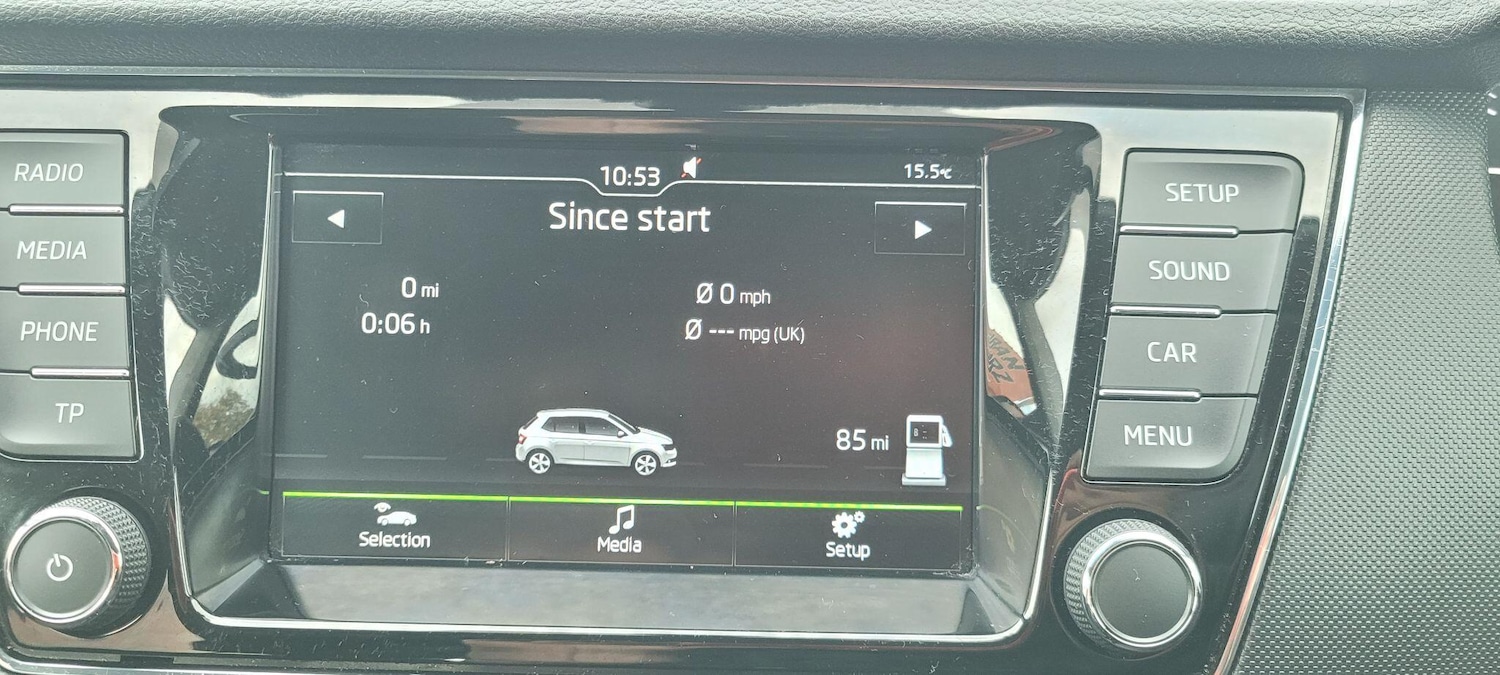 RADIO
MEDIA
PHONE
TP
10:53
15.5°C
Since start
0 mi
0:06 h
Ø 0 mph
Ø --- mpg (UK)
85 mi
Selection
Media
Setup
SETUP
SOUND
CAR
MENU